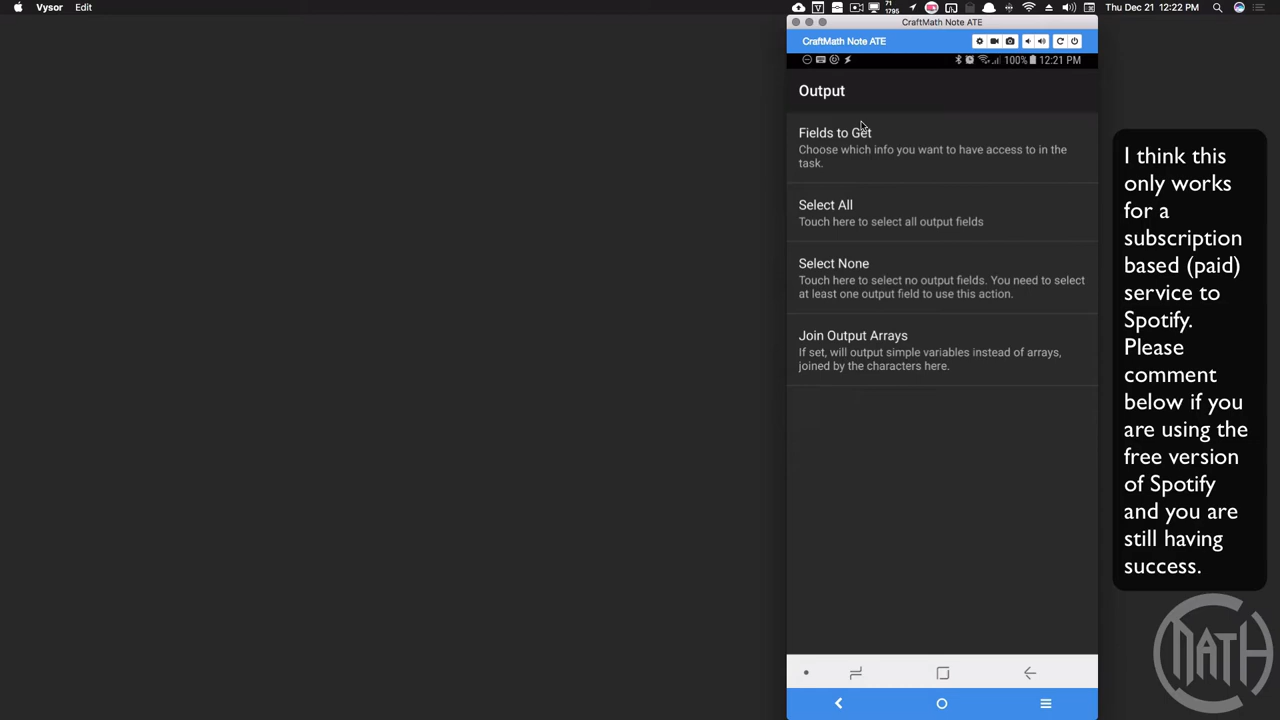 Vysor Edit
71
1795
Thu Dec 21 12:22 PM
CraftMath Note ATE
CraftMath Note ATE
100% 12:21 PM
Output
Fields to Get
Choose which info you want to have access to in the
task.
Select All
Touch here to select all output fields
Select None
Touch here to select no output fields. You need to select
at least one output field to use this action.
Join Output Arrays
If set, will output simple variables instead of arrays,
joined by the characters here.
I think this
only works
for a
subscription
based (paid)
service to
Spotify.
Please
comment
below if you
are using the
free version
of Spotify
and you are
still having
success.
MATH